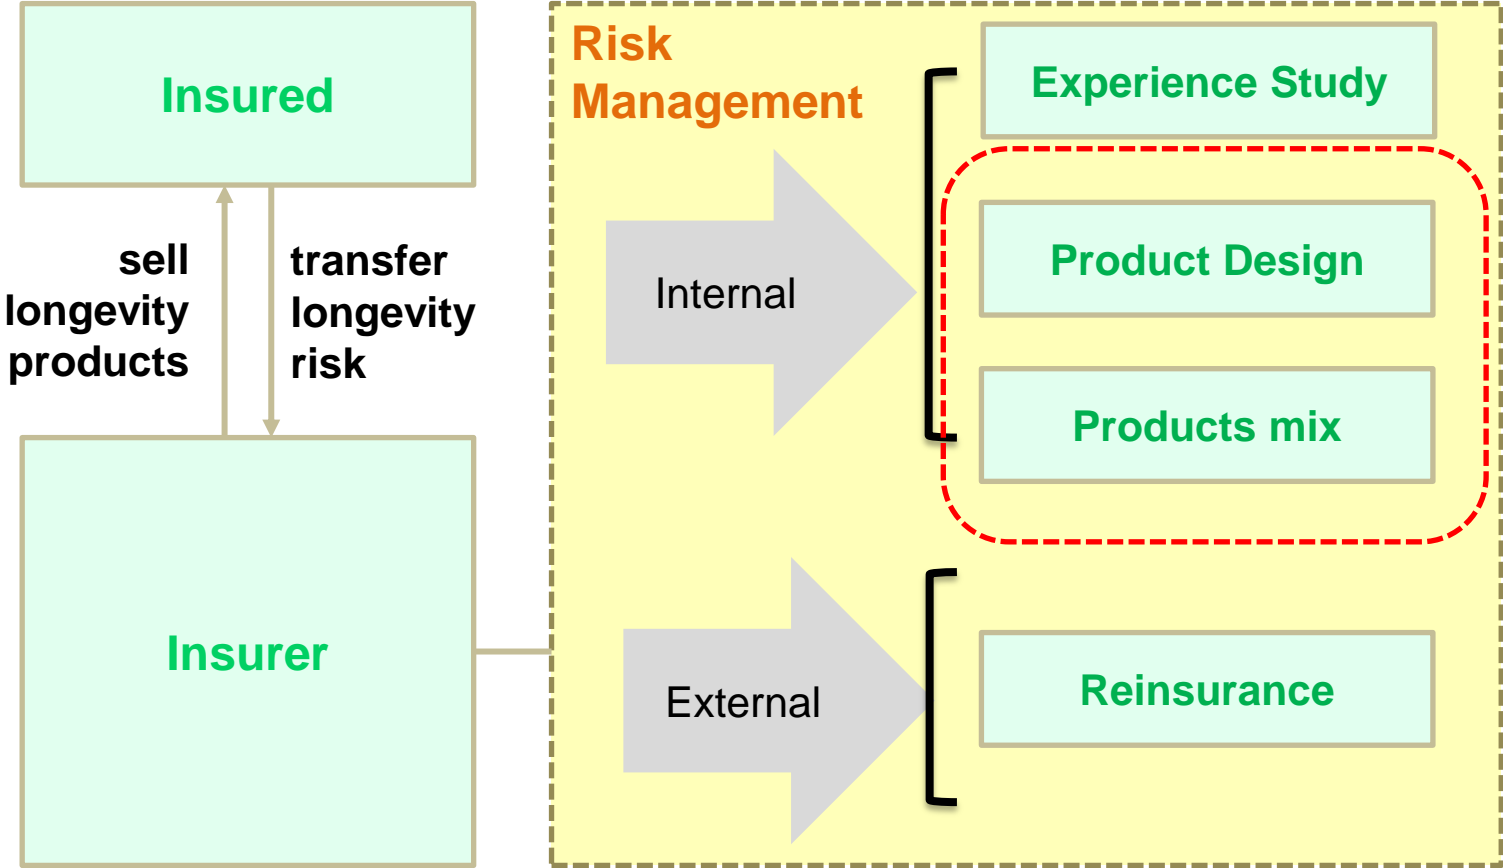 Insured
sell
longevity
products
transfer
longevity
risk
Insurer
Risk
Management
Internal
Experience Study
Product Design
Products mix
External
Reinsurance